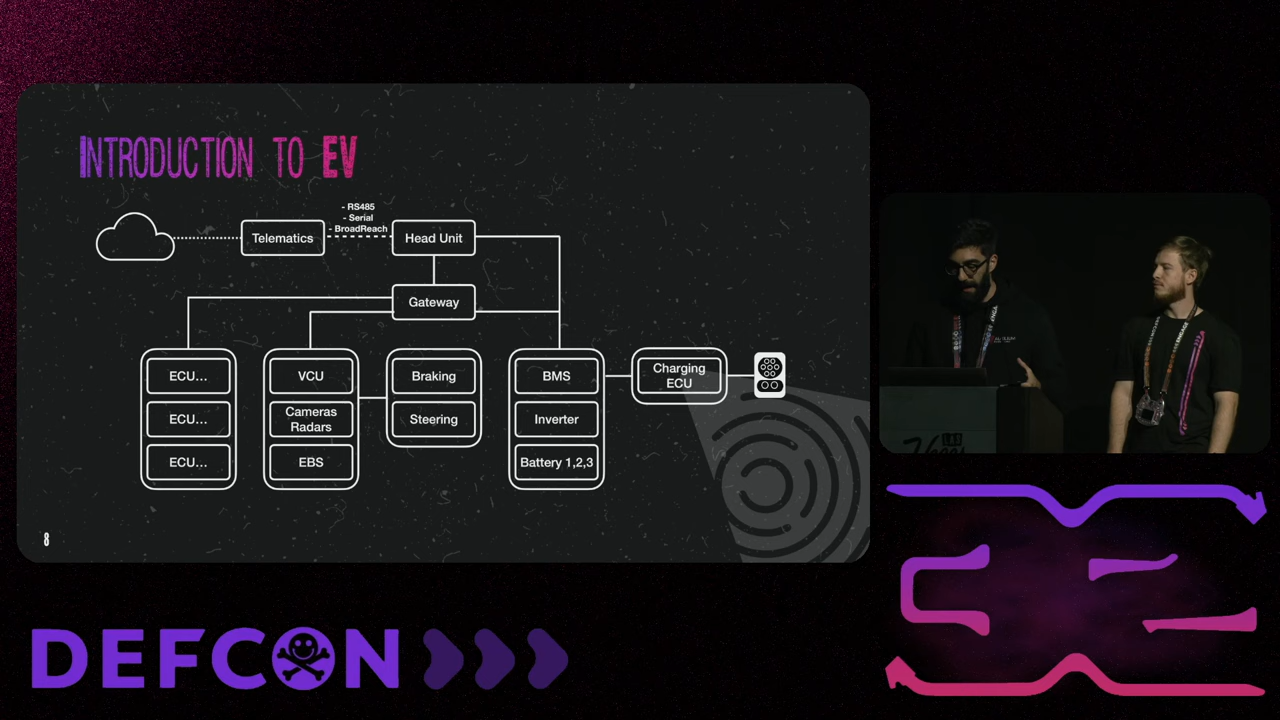 INTRODUCTION TO EV
- RS485
- Serial
- BroadReach
Telematics
Head Unit
Gateway
ECU...
ECU...
ECU...
VCU
Cameras
Radars
EBS
Braking
Steering
BMS
Inverter
Battery 1,2,3
Charging
ECU
8
ENGAGE
DEFCON